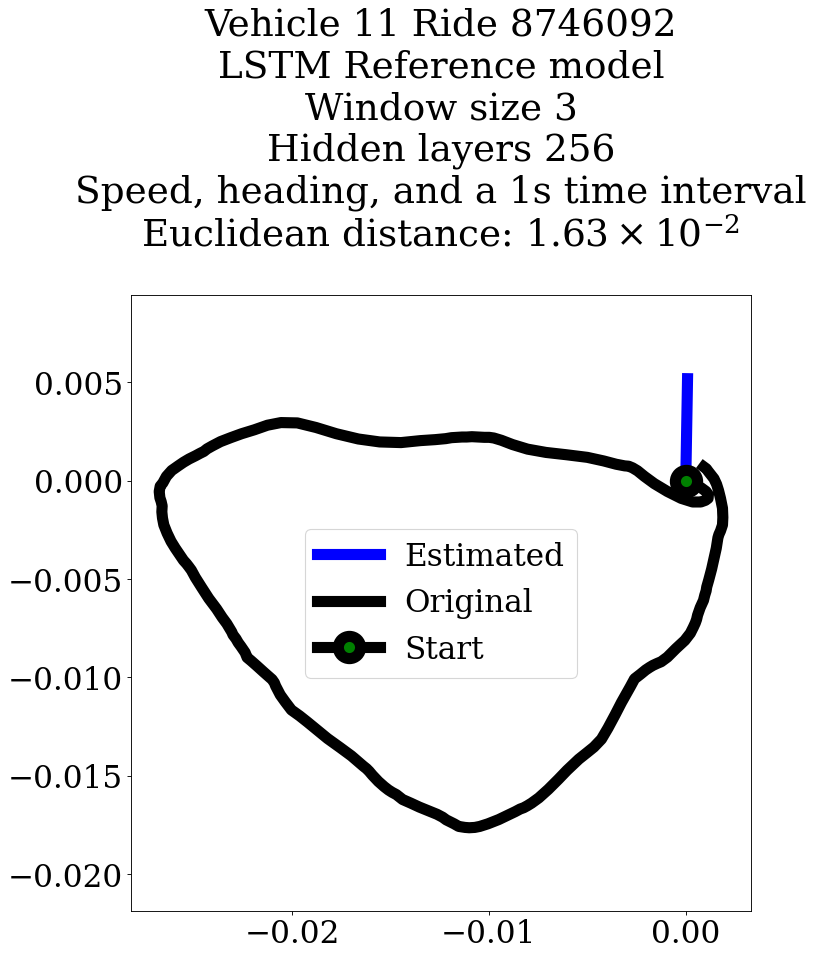 Vehicle 11 Ride 8746092
LSTM Reference model
Window size 3
Hidden layers 256
Speed, heading, and a 1s time interval
Euclidean distance: 1.63 × 10⁻²
0.005
0.000
−0.005
−0.010
−0.015
−0.020
Estimated
Original
Start
−0.02
−0.01
0.00